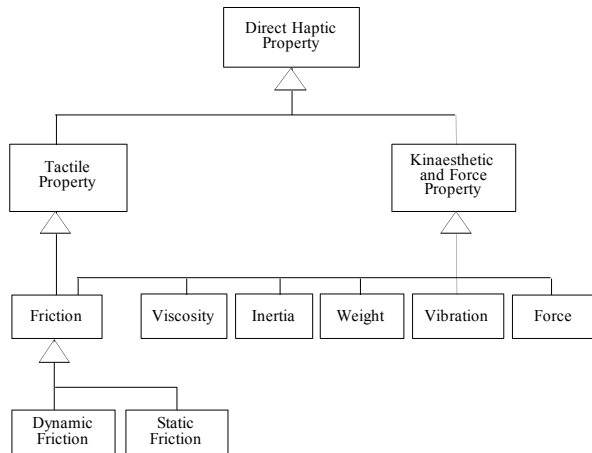 Direct Haptic
Property
Tactile
Property
Kinaesthetic
and Force
Property
Friction
Viscosity
Inertia
Weight
Vibration
Force
Dynamic
Friction
Static
Friction